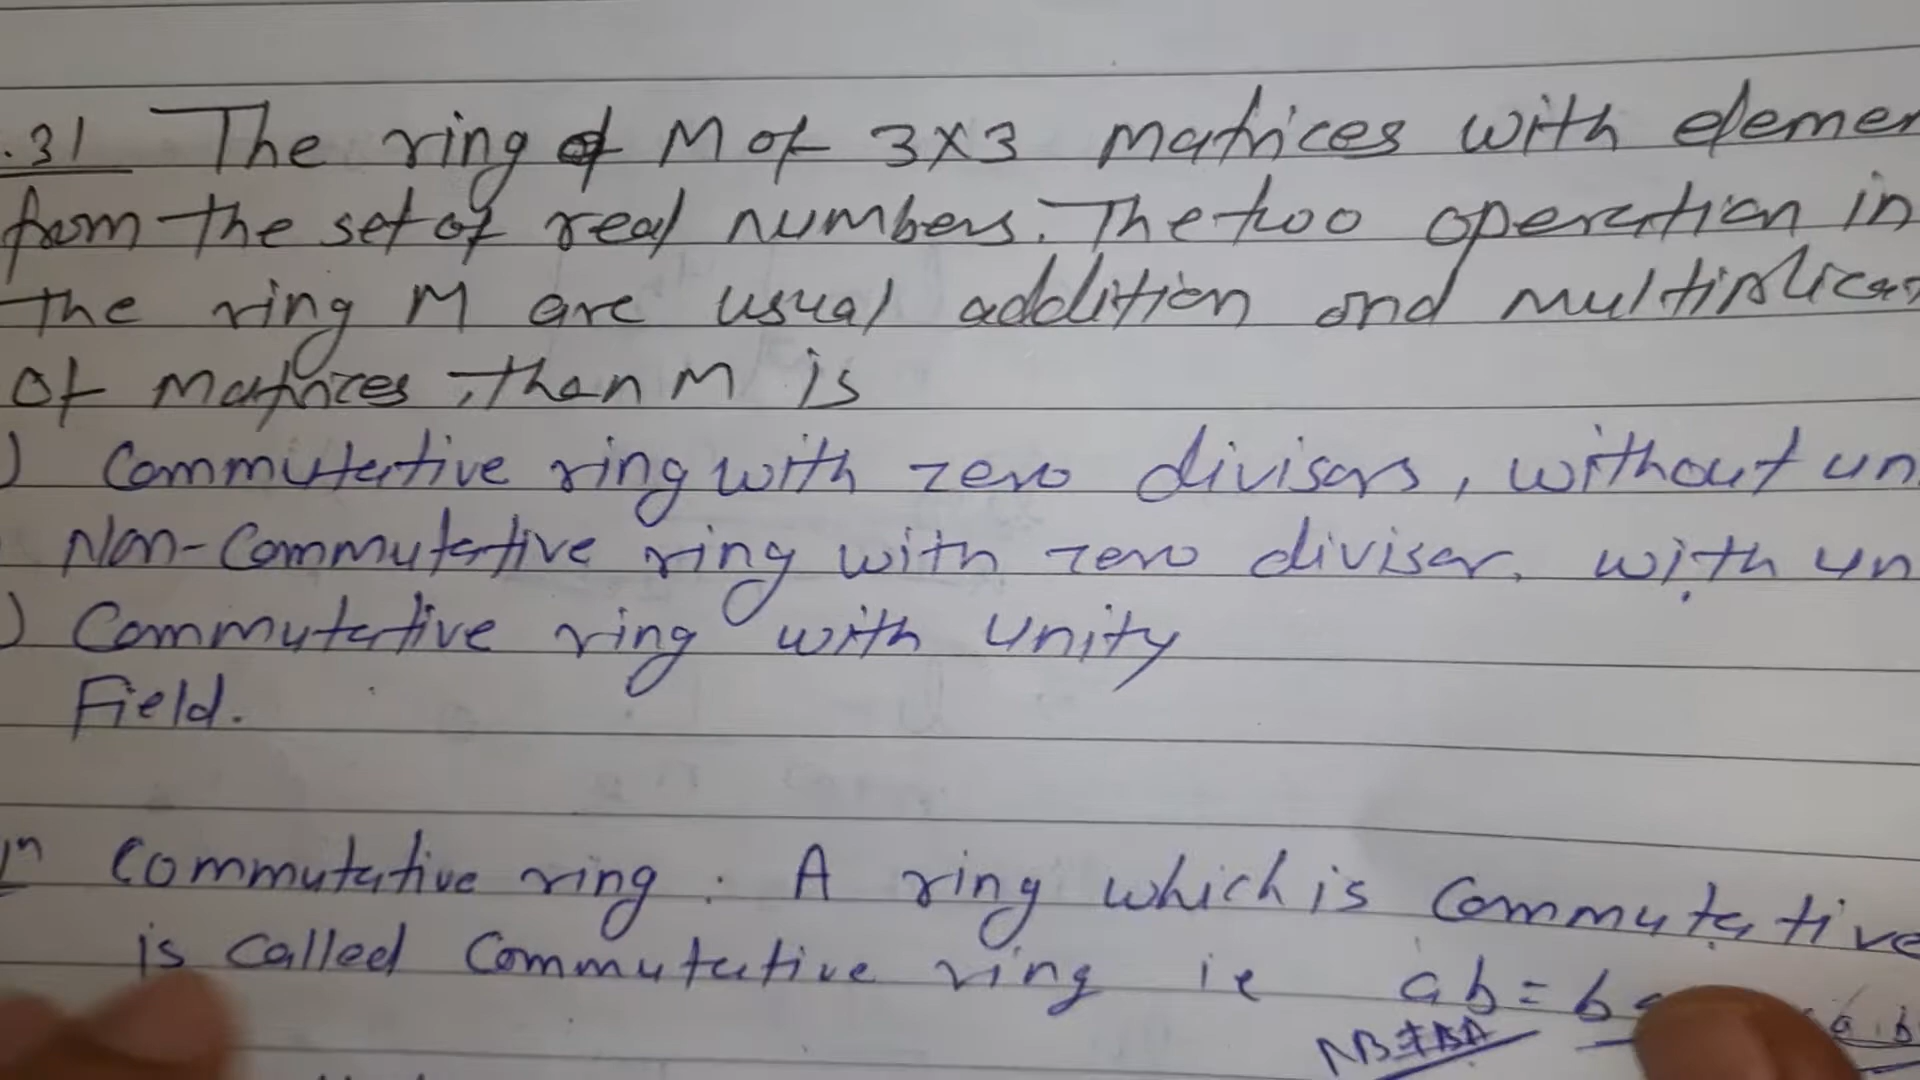 .31 The ring of M of 3x3 matrices with elemen
from the set of real numbers. The two operation in
the ring M are usual addition and multiplica
of matrices, then M is
) Commutative ring with zero divisors, without un
Non-Commutative ring with zero divisor. with un
) Commutative ring with unity
Field.
In Commutative ring : A ring which is Commutative
is called Commutative ring ie ab = b
AB≠BA